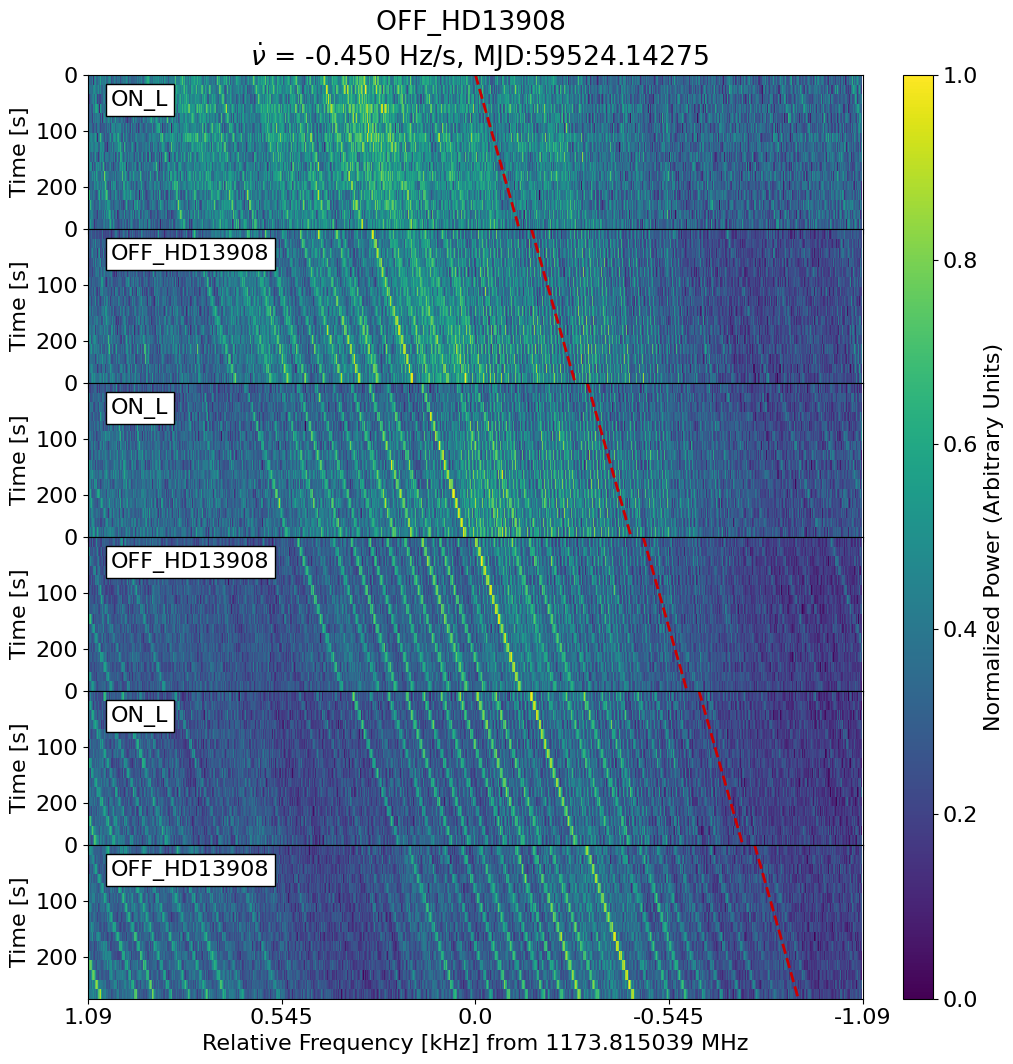 OFF_HD13908
ν̇ = -0.450 Hz/s, MJD:59524.14275
0
ON_L
100
Time [s]
200
0
OFF_HD13908
100
Time [s]
200
0
ON_L
100
Time [s]
200
0
OFF_HD13908
100
Time [s]
200
0
ON_L
100
Time [s]
200
0
OFF_HD13908
100
Time [s]
200
1.09 0.545 0.0 -0.545 -1.09
Relative Frequency [kHz] from 1173.815039 MHz
1.0
0.8
0.6
0.4
0.2
0.0
Normalized Power (Arbitrary Units)